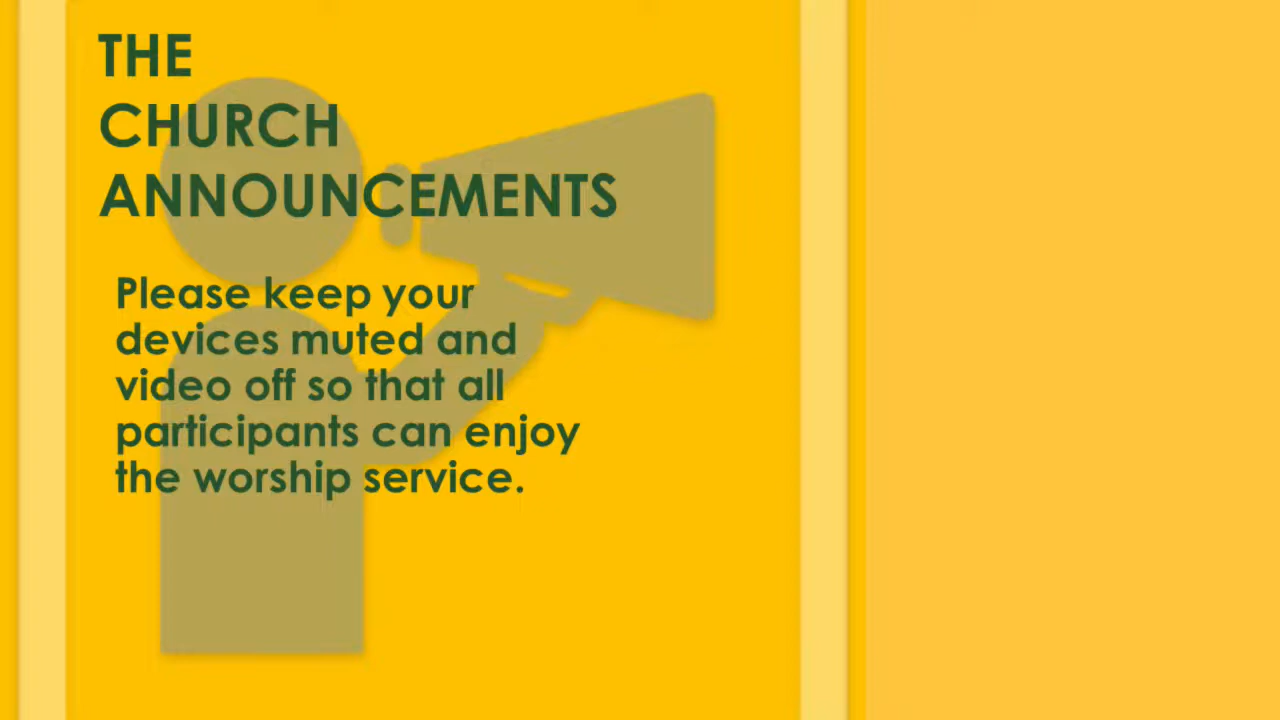 THE
CHURCH
ANNOUNCEMENTS
Please keep your
devices muted and
video off so that all
participants can enjoy
the worship service.